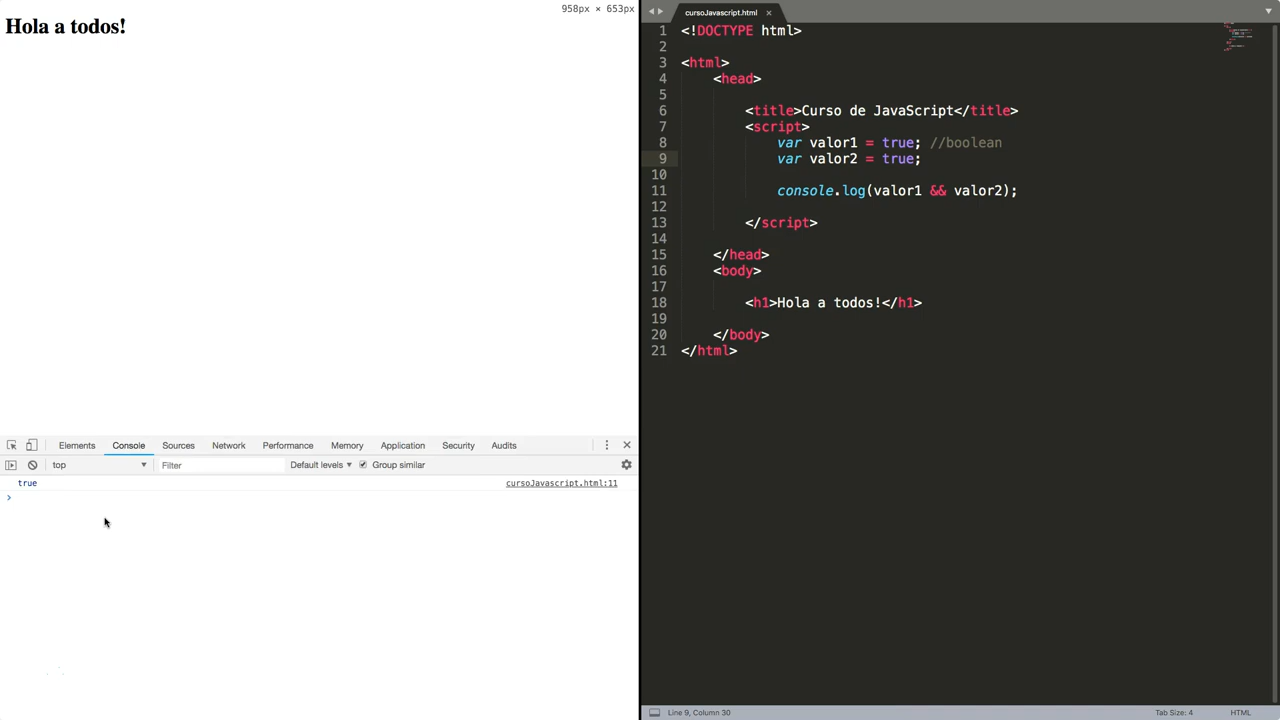 958px × 653px
Hola a todos!
Elements Console Sources Network Performance Memory Application Security Audits
top Filter Default levels Group similar
true cursoJavascript.html:11
cursoJavascript.html
1 <!DOCTYPE html>
2
3 <html>
4 <head>
5
6 <title>Curso de JavaScript</title>
7 <script>
8 var valor1 = true; //boolean
9 var valor2 = true;
10
11 console.log(valor1 && valor2);
12
13 </script>
14
15 </head>
16 <body>
17
18 <h1>Hola a todos!</h1>
19
20 </body>
21 </html>
Line 9, Column 30 Tab Size: 4 HTML